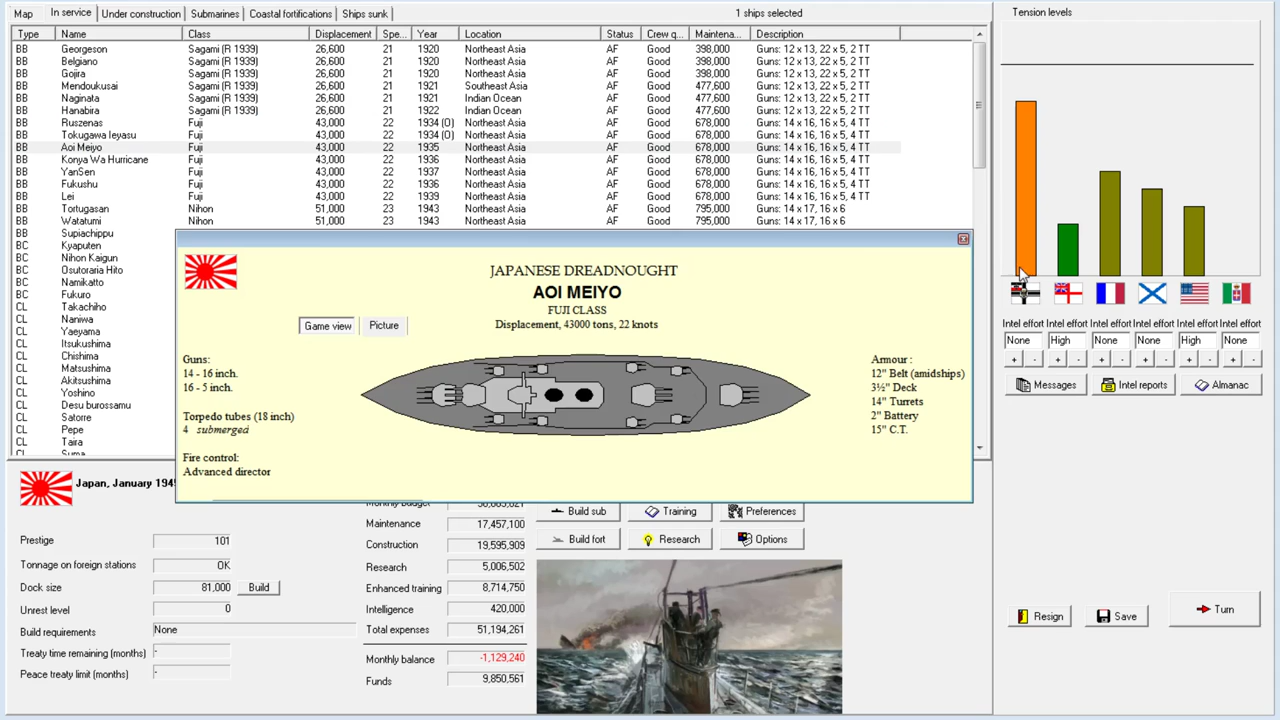 Map In service Under construction Submarines Coastal fortifications Ships sunk 1 ships selected
Type Name Class Displacement Spe... Year Location Status Crew q... Maintena... Description
BB Georgeson Sagami (R 1939) 26,600 21 1920 Northeast Asia AF Good 398,000 Guns: 12 x 13, 22 x 5, 2 TT
BB Belgiano Sagami (R 1939) 26,600 21 1920 Northeast Asia AF Good 398,000 Guns: 12 x 13, 22 x 5, 2 TT
BB Gojira Sagami (R 1939) 26,600 21 1920 Northeast Asia AF Good 398,000 Guns: 12 x 13, 22 x 5, 2 TT
BB Mendoukusai Sagami (R 1939) 26,600 21 1921 Southeast Asia AF Good 477,600 Guns: 12 x 13, 22 x 5, 2 TT
BB Naginata Sagami (R 1939) 26,600 21 1921 Indian Ocean AF Good 477,600 Guns: 12 x 13, 22 x 5, 2 TT
BB Hanabira Sagami (R 1939) 26,600 21 1922 Indian Ocean AF Good 477,600 Guns: 12 x 13, 22 x 5, 2 TT
BB Ruszenas Fuji 43,000 22 1934 (O) Northeast Asia AF Good 678,000 Guns: 14 x 16, 16 x 5, 4 TT
BB Tokugawa Ieyasu Fuji 43,000 22 1934 (O) Northeast Asia AF Good 678,000 Guns: 14 x 16, 16 x 5, 4 TT
BB Aoi Meiyo Fuji 43,000 22 1935 Northeast Asia AF Good 678,000 Guns: 14 x 16, 16 x 5, 4 TT
BB Konya Wa Hurricane Fuji 43,000 22 1936 Northeast Asia AF Good 678,000 Guns: 14 x 16, 16 x 5, 4 TT
BB YanSen Fuji 43,000 22 1937 Northeast Asia AF Good 678,000 Guns: 14 x 16, 16 x 5, 4 TT
BB Fukushu Fuji 43,000 22 1936 Northeast Asia AF Good 678,000 Guns: 14 x 16, 16 x 5, 4 TT
BB Lei Fuji 43,000 22 1939 Northeast Asia AF Good 678,000 Guns: 14 x 16, 16 x 5, 4 TT
BB Tortugasan Nihon 51,000 23 1943 Northeast Asia AF Good 795,000 Guns: 14 x 17, 16 x 6
BB Watatumi Nihon 51,000 23 1943 Northeast Asia AF Good 795,000 Guns: 14 x 17, 16 x 6
BB Supiachippu
BC Kyaputen
BC Nihon Kaigun
BC Osutoraria Hito
BC Namikatto
BC Fukuro
CL Takachiho
CL Naniwa
CL Yaeyama
CL Itsukushima
CL Chishima
CL Matsushima
CL Akitsushima
CL Yoshino
CL Desu burossamu
CL Satorre
CL Pepe
CL Taira
CL Suma
JAPANESE DREADNOUGHT
AOI MEIYO
FUJI CLASS
Displacement, 43000 tons, 22 knots
Game view Picture
Guns:
14 - 16 inch.
16 - 5 inch.
Torpedo tubes (18 inch)
4 submerged
Fire control:
Advanced director
Armour :
12" Belt (amidships)
3½" Deck
14" Turrets
2" Battery
15" C.T.
Tension levels
Intel effort Intel effort Intel effort Intel effort Intel effort Intel effort
None High None None High None
+ - + - + - + - + - + -
Messages Intel reports Almanac
Japan, January 194
Prestige 101
Tonnage on foreign stations OK
Dock size 81,000 Build
Unrest level 0
Build requirements None
Treaty time remaining (months) -
Peace treaty limit (months) -
Maintenance 17,457,100
Construction 19,595,909
Research 5,006,502
Enhanced training 8,714,750
Intelligence 420,000
Total expenses 51,194,261
Monthly balance -1,129,240
Funds 9,850,561
Build sub Training Preferences
Build fort Research Options
Resign Save Turn